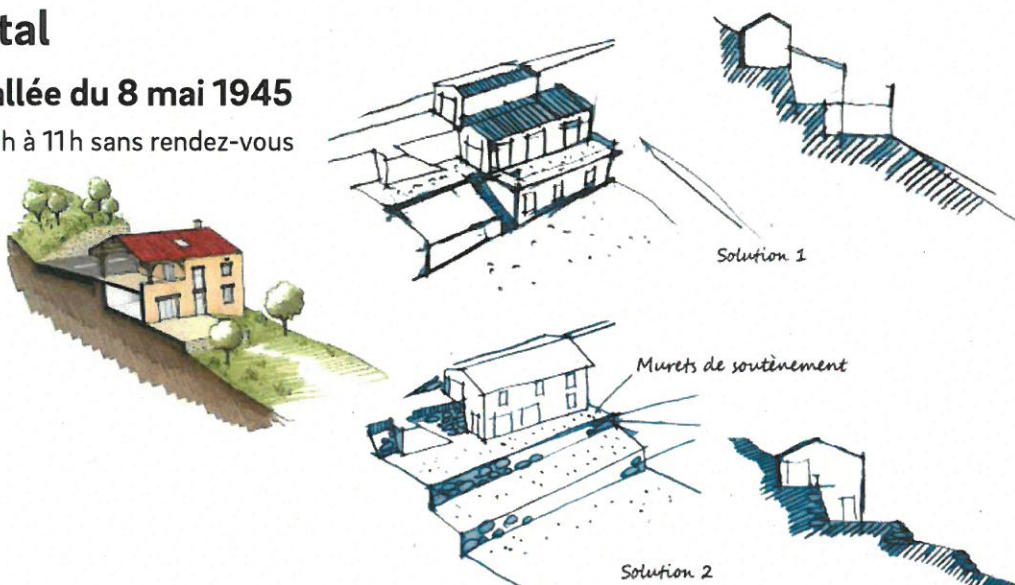 tal
allée du 8 mai 1945
h à 11h sans rendez-vous
Solution 1
Murets de soutènement
Solution 2